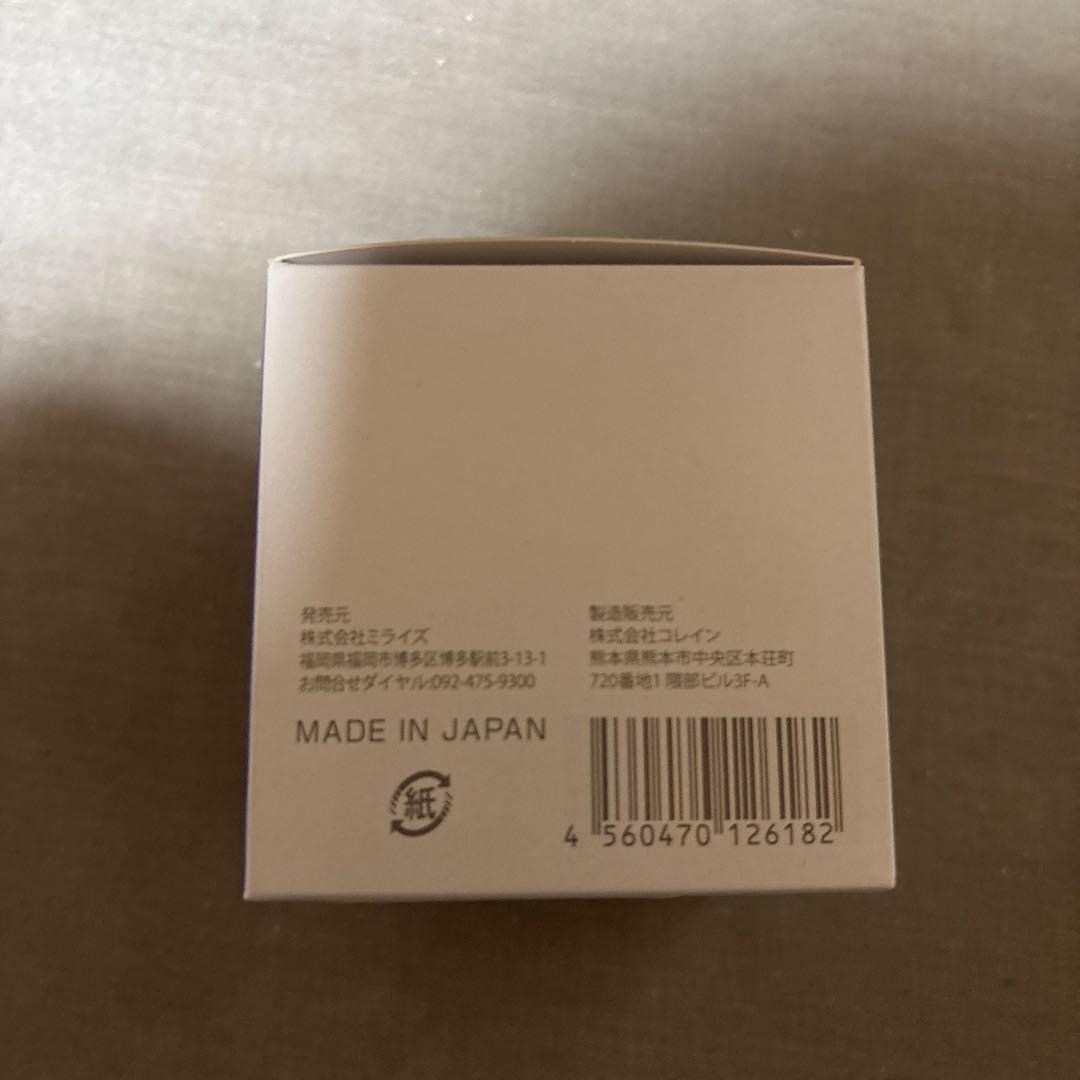 発売元
株式会社ミライズ
福岡県福岡市博多区博多駅前3-13-1
お問合せダイヤル:092-475-9300
製造販売元
株式会社コレイン
熊本県熊本市中央区本荘町
720番地1 隈部ビル3F-A
MADE IN JAPAN
紙
4 560470 126182